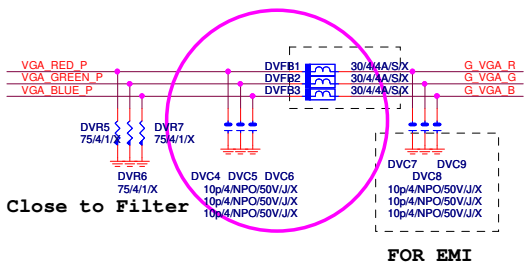 VGA_RED_P DVFB1 30/4/4A/S/X G_VGA_R
VGA_GREEN_P DVFB2 30/4/4A/S/X G_VGA_G
VGA_BLUE_P DVFB3 30/4/4A/S/X G_VGA_B
DVR5 DVR7
75/4/1/X 75/4/1/X
DVR6
75/4/1/X
DVC4 DVC5 DVC6
10p/4/NPO/50V/J/X
10p/4/NPO/50V/J/X
10p/4/NPO/50V/J/X
DVC7 DVC9
DVC8
10p/4/NPO/50V/J/X
10p/4/NPO/50V/J/X
10p/4/NPO/50V/J/X
Close to Filter
FOR EMI